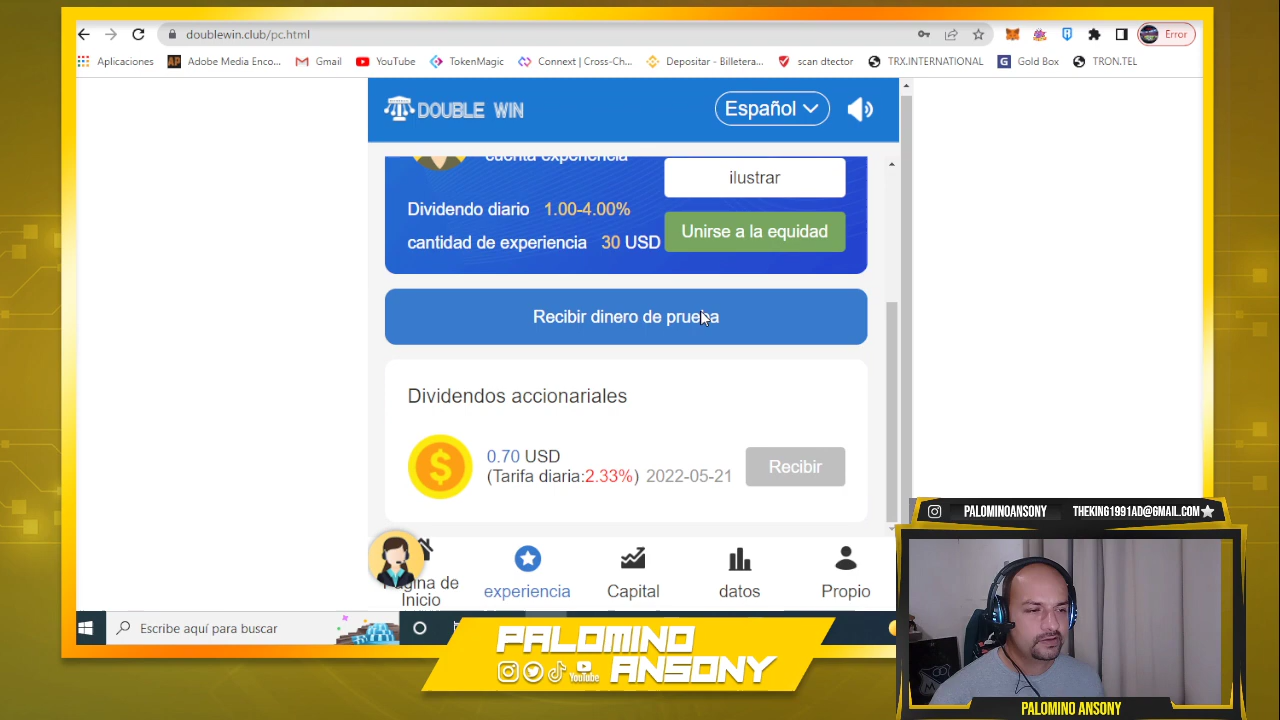 doublewin.club/pc.html
Error
Aplicaciones
Adobe Media Enco...
Gmail
YouTube
TokenMagic
Connext | Cross-Ch...
Depositar - Billetera...
scan dtector
TRX.INTERNATIONAL
Gold Box
TRON.TEL
DOUBLE WIN
Español
cuenta experiencia
ilustrar
Dividendo diario 1.00-4.00%
Unirse a la equidad
cantidad de experiencia 30 USD
Recibir dinero de prueba
Dividendos accionariales
0.70 USD
(Tarifa diaria:2.33%) 2022-05-21
Recibir
Página de
Inicio
experiencia
Capital
datos
Propio
Escribe aquí para buscar
PALOMINO
ANSONY
YouTube
PALOMINOANSONY
THEKING1991AD@GMAIL.COM
PALOMINO ANSONY